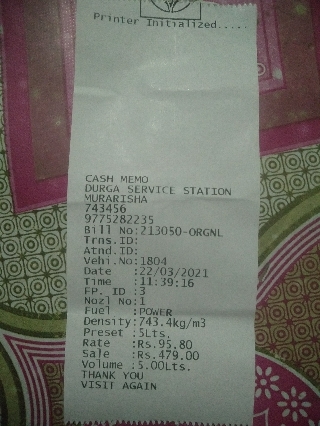 Printer Initialized.....
CASH MEMO
DURGA SERVICE STATION
MURARISHA
743456
9775282235
Bill No:213050-ORGNL
Trns.ID:
Atnd.ID:
Vehi.No:1804
Date :22/03/2021
Time :11:39:16
FP. ID :3
Nozl No:1
Fuel :POWER
Density:743.4kg/m3
Preset :5Lts.
Rate :Rs.95.80
Sale :Rs.479.00
Volume :5.00Lts.
THANK YOU
VISIT AGAIN